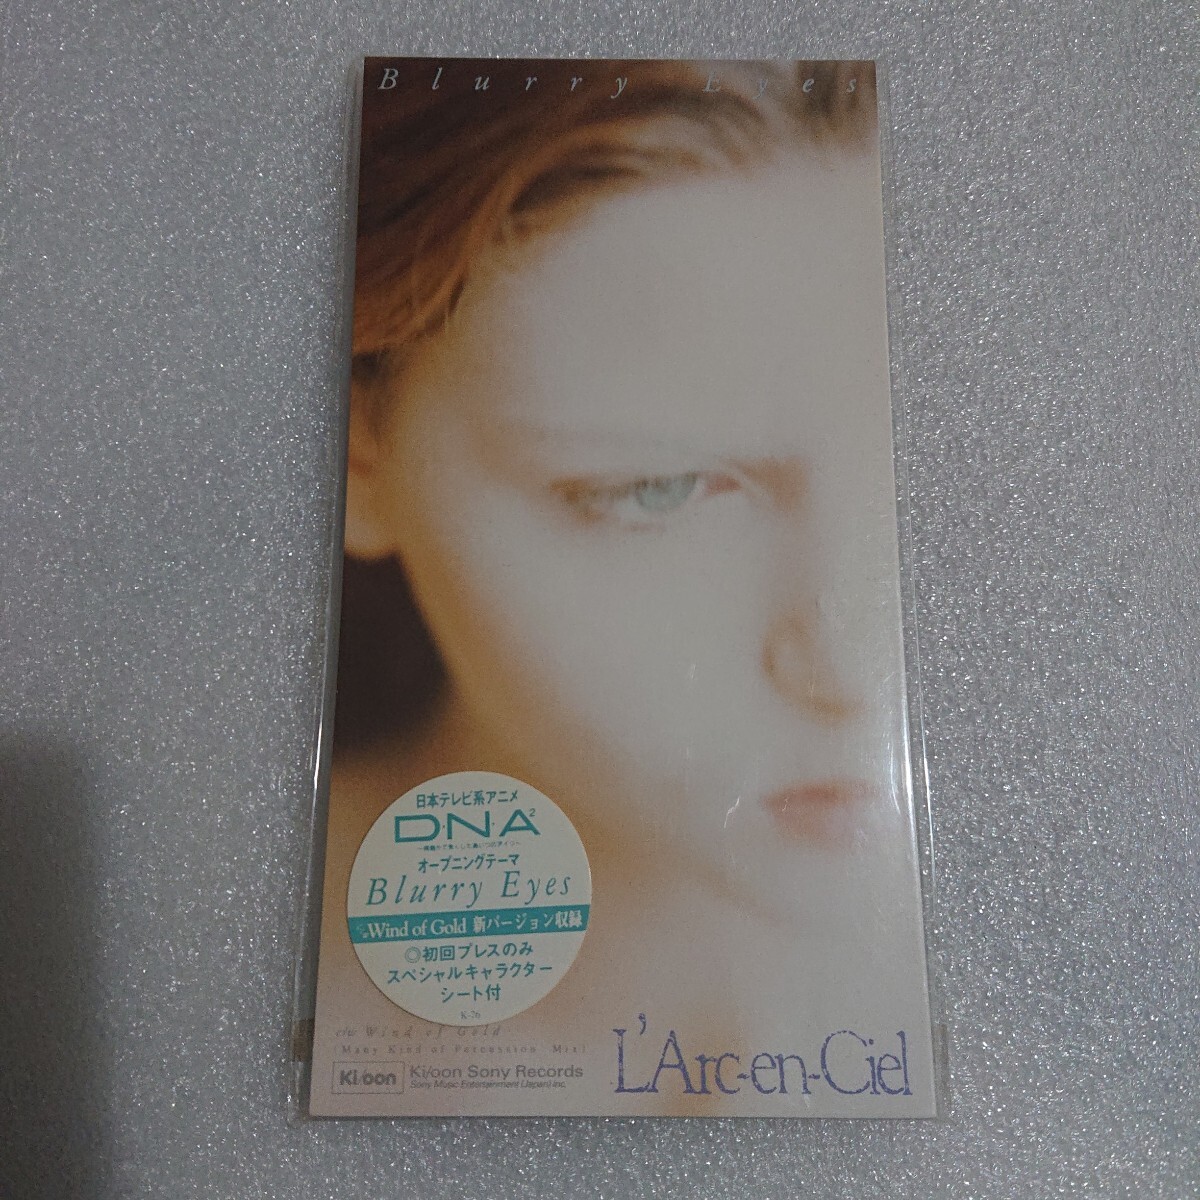 Blurry Eyes
日本テレビ系アニメ
D・N・A²
オープニングテーマ
Blurry Eyes
c/w Wind of Gold 新バージョン収録
◎初回プレスのみ
スペシャルキャラクター
シート付
K-76
c/w Wind of Gold
(Many Kind of Percussion Mix)
Ki/oon
Ki/oon Sony Records
Sony Music Entertainment (Japan) Inc.
L'Arc-en-Ciel